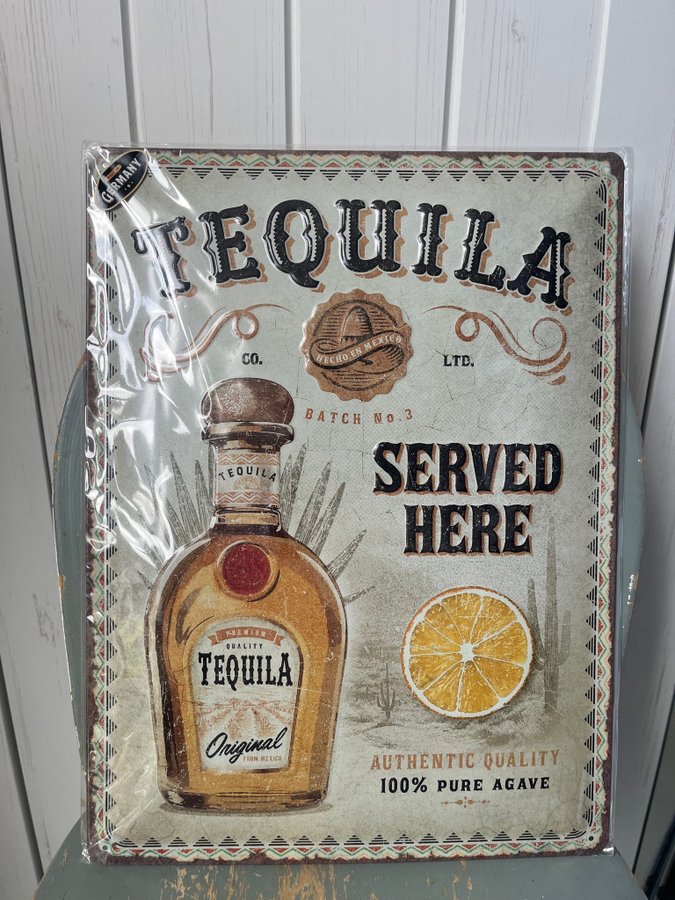 GERMANY
TEQUILA
HECHO EN MEXICO
CO.
LTD.
BATCH No.3
TEQUILA
SERVED
HERE
PREMIUM
QUALITY
TEQUILA
Original
FROM MEXICO
AUTHENTIC QUALITY
100% PURE AGAVE